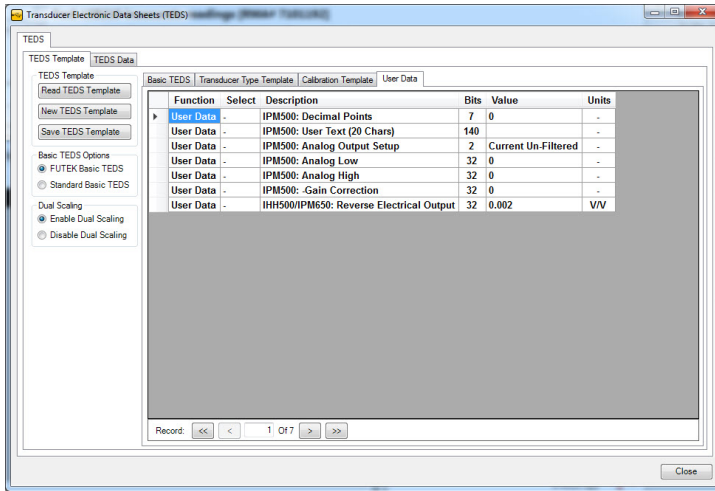 Transducer Electronic Data Sheets (TEDS)
TEDS
TEDS Template TEDS Data
TEDS Template
Read TEDS Template
New TEDS Template
Save TEDS Template
Basic TEDS Options
FUTEK Basic TEDS
Standard Basic TEDS
Dual Scaling
Enable Dual Scaling
Disable Dual Scaling
Basic TEDS Transducer Type Template Calibration Template User Data
Function Select Description Bits Value Units
User Data - IPM500: Decimal Points 7 0 -
User Data - IPM500: User Text (20 Chars) 140
User Data - IPM500: Analog Output Setup 2 Current Un-Filtered -
User Data - IPM500: Analog Low 32 0 -
User Data - IPM500: Analog High 32 0 -
User Data - IPM500: -Gain Correction 32 0 -
User Data - IHH500/IPM650: Reverse Electrical Output 32 0.002 V/V
Record: << < 1 Of 7 > >>
Close